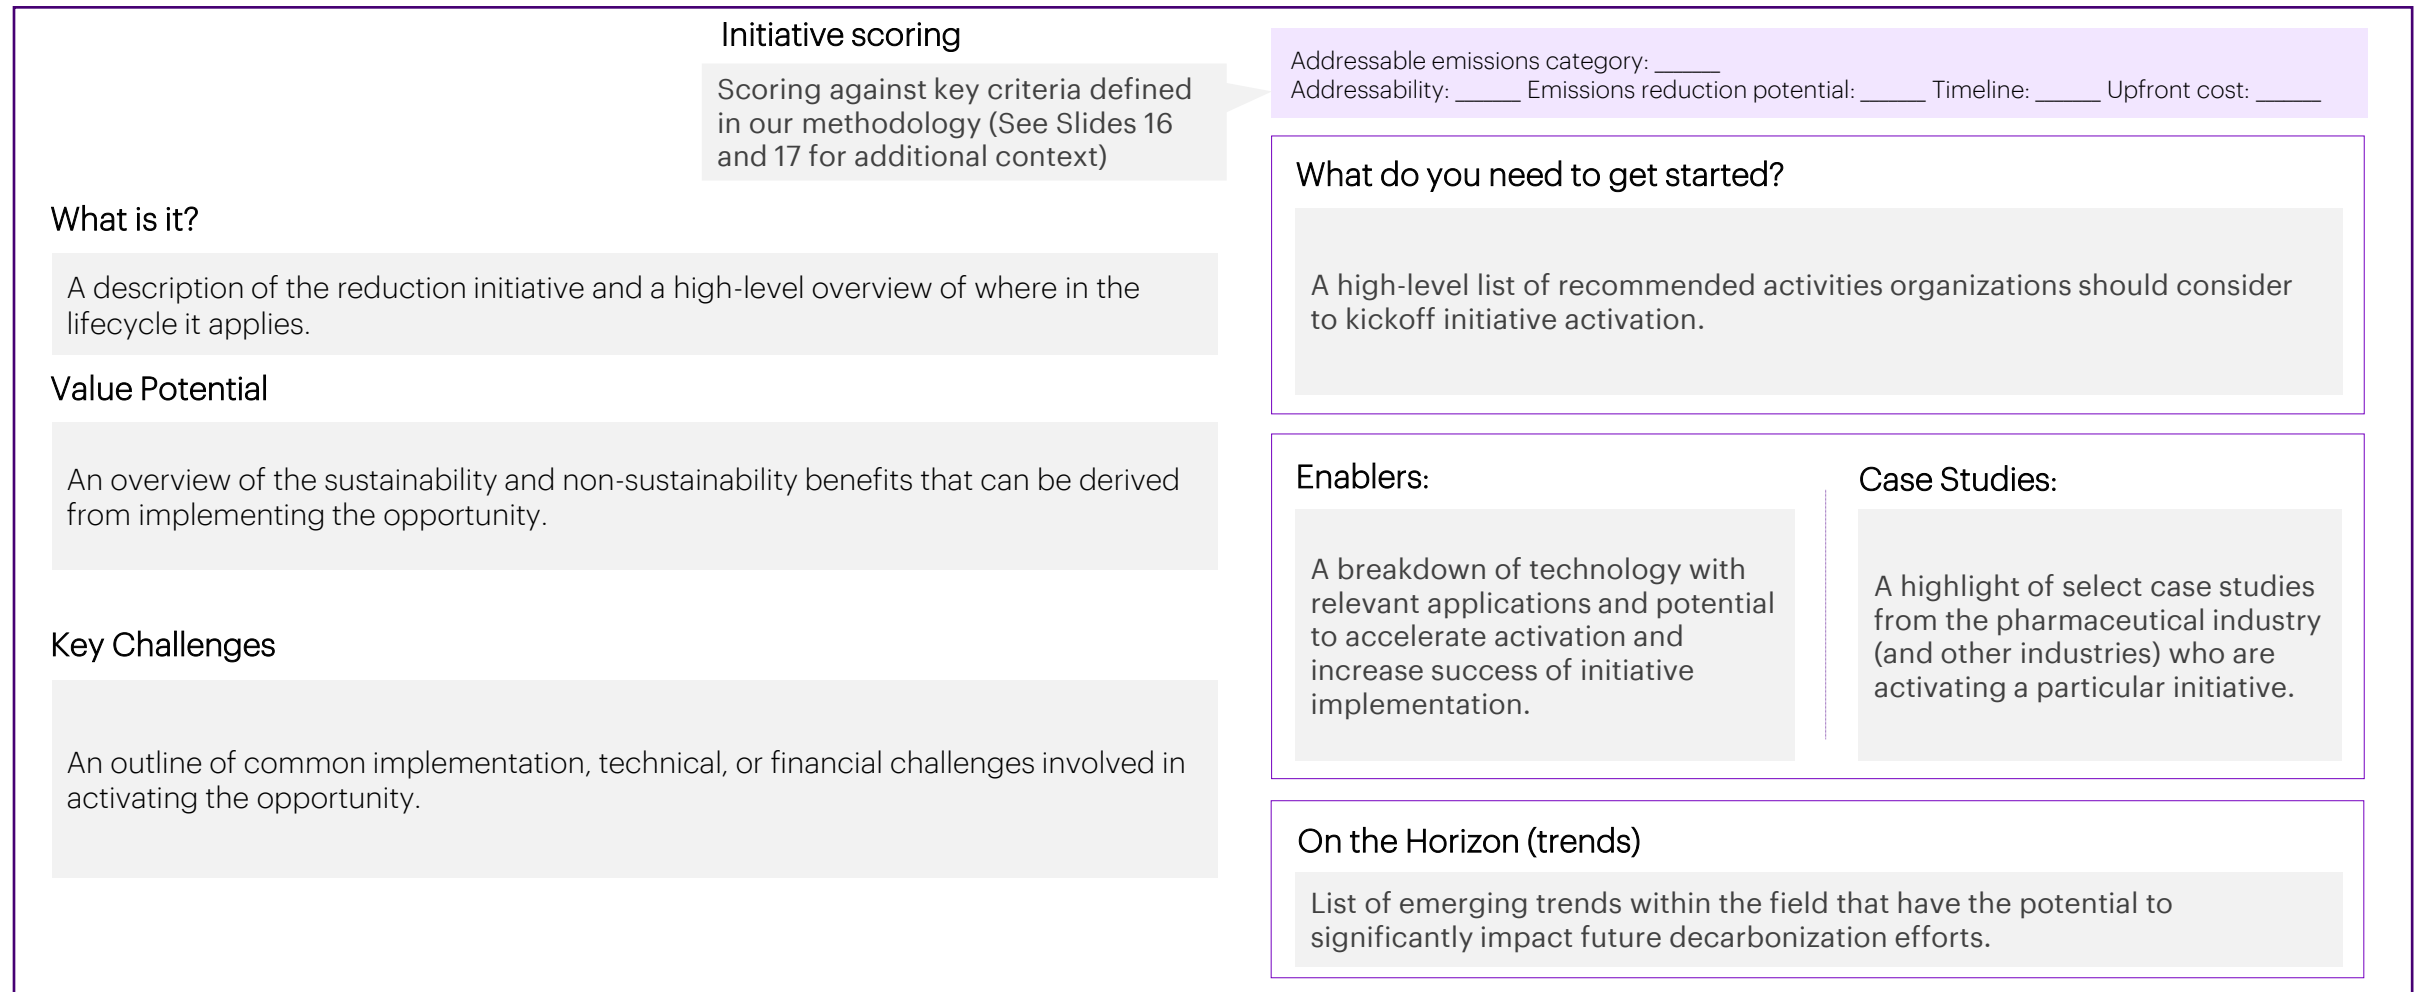 Initiative scoring
Scoring against key criteria defined
in our methodology (See Slides 16
and 17 for additional context)
Addressable emissions category: _____
Addressability: _____ Emissions reduction potential: _____ Timeline: _____ Upfront cost: _____
What is it?
A description of the reduction initiative and a high-level overview of where in the
lifecycle it applies.
Value Potential
An overview of the sustainability and non-sustainability benefits that can be derived
from implementing the opportunity.
Key Challenges
An outline of common implementation, technical, or financial challenges involved in
activating the opportunity.
What do you need to get started?
A high-level list of recommended activities organizations should consider
to kickoff initiative activation.
Enablers:
A breakdown of technology with
relevant applications and potential
to accelerate activation and
increase success of initiative
implementation.
Case Studies:
A highlight of select case studies
from the pharmaceutical industry
(and other industries) who are
activating a particular initiative.
On the Horizon (trends)
List of emerging trends within the field that have the potential to
significantly impact future decarbonization efforts.